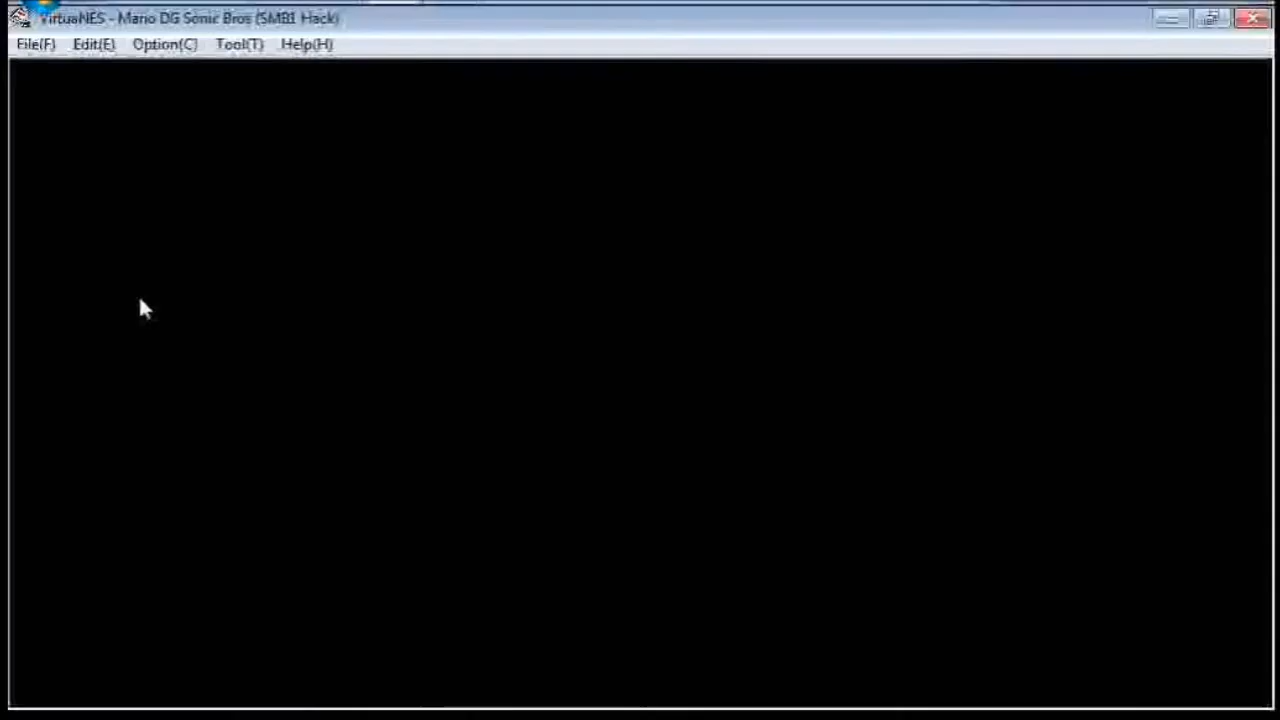 VirtuaNES - Mario DG Sonic Bros (SMB1 Hack)
File(F) Edit(E) Option(C) Tool(T) Help(H)